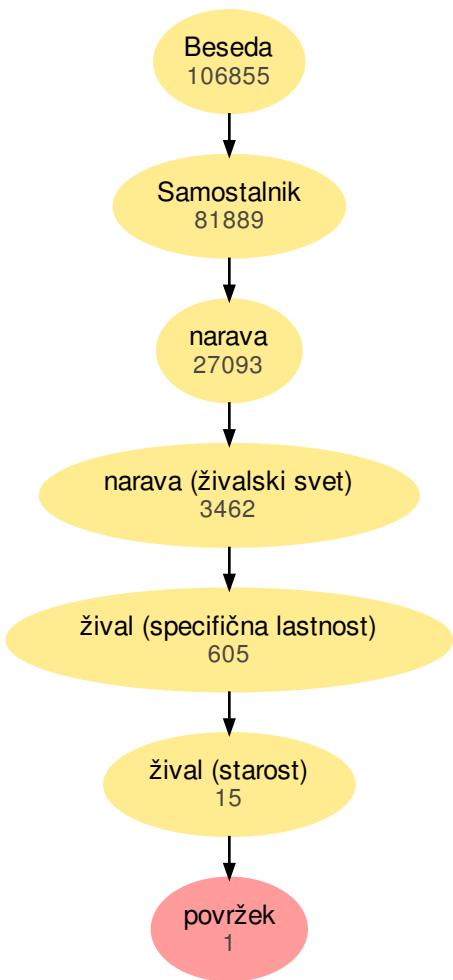 Beseda
106855
Samostalnik
81889
narava
27093
narava (živalski svet)
3462
žival (specifična lastnost)
605
žival (starost)
15
povržek
1